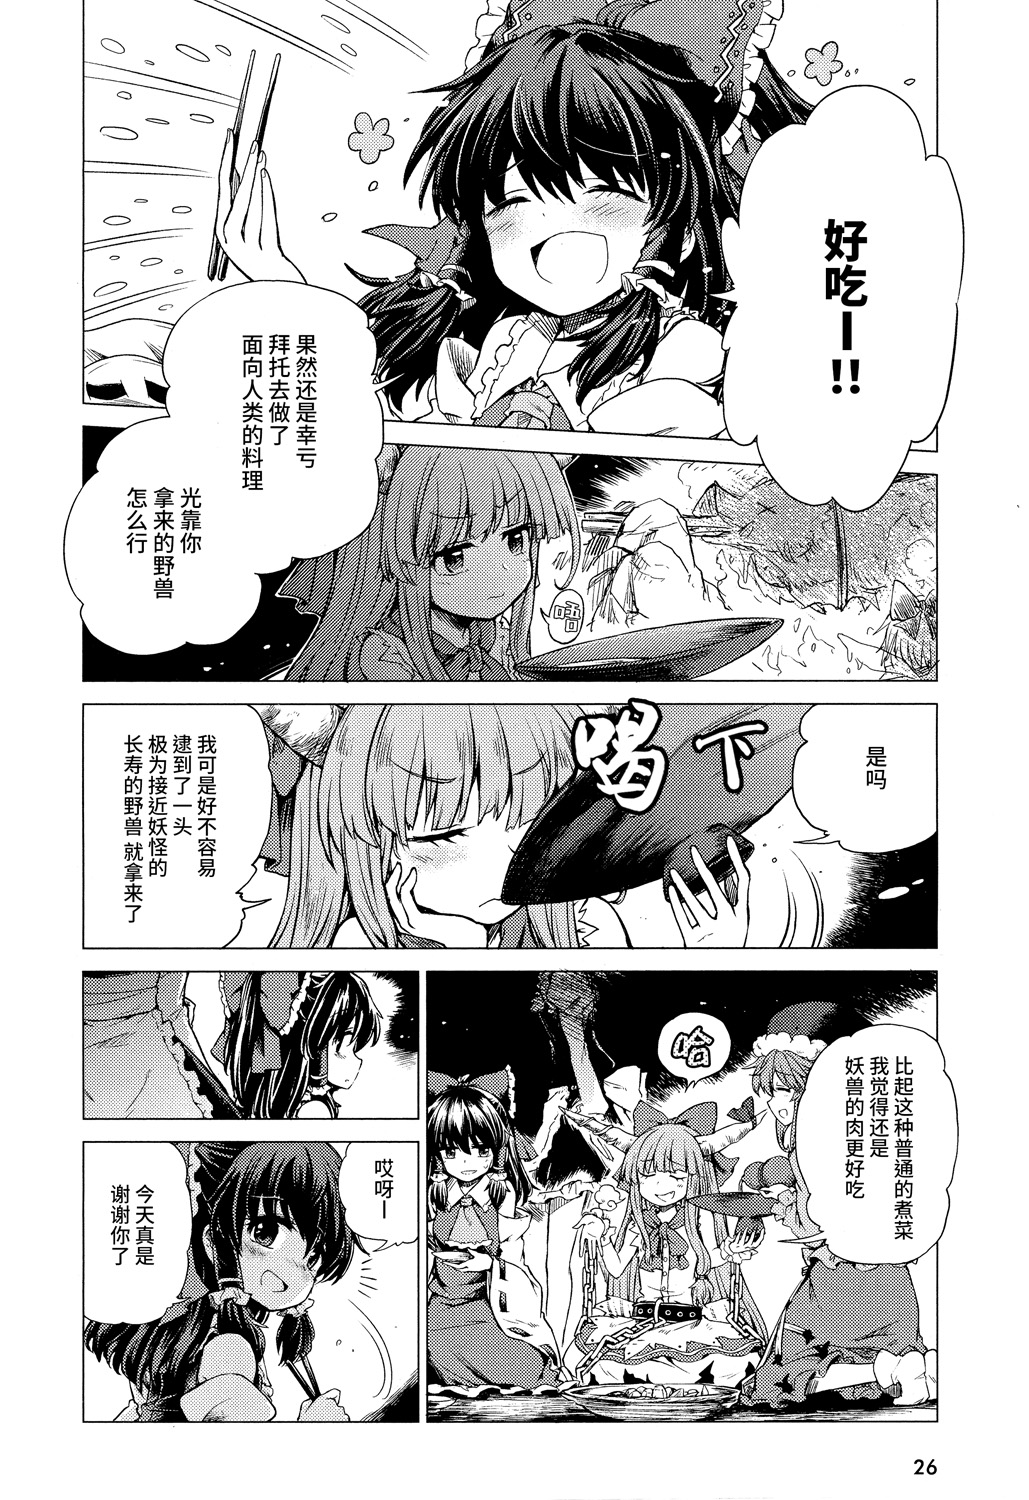 好吃ー!!
果然还是幸亏
拜托去做了
面向人类的料理
光靠你
拿来的野兽
怎么行
唔
是吗
喝下
我可是好不容易
逮到了一头
极为接近妖怪的
长寿的野兽 就拿来了
比起这种普通的煮菜
我觉得还是
妖兽的肉更好吃
哈
哎呀ー
今天真是
谢谢你了
26